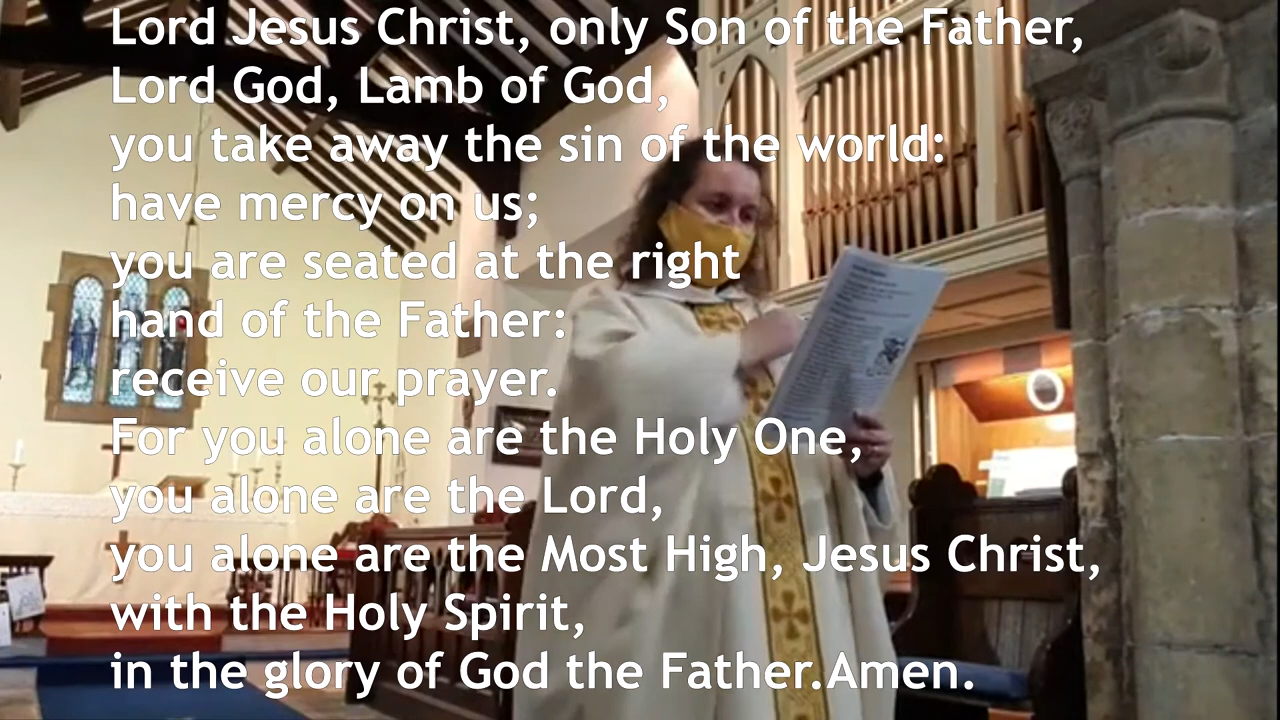 Lord Jesus Christ, only Son of the Father,
Lord God, Lamb of God,
you take away the sin of the world:
have mercy on us;
you are seated at the right
hand of the Father:
receive our prayer.
For you alone are the Holy One,
you alone are the Lord,
you alone are the Most High, Jesus Christ,
with the Holy Spirit,
in the glory of God the Father.Amen.